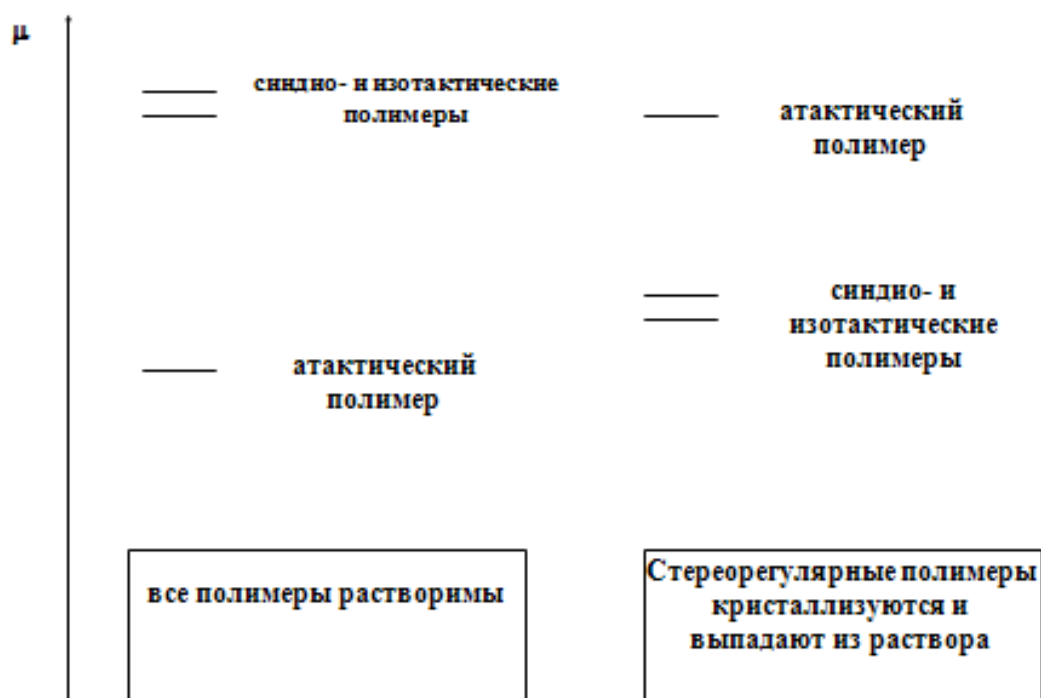 μ
синдио- и изотактические
полимеры
атактический
полимер
синдио- и
изотактические
полимеры
атактический
полимер
все полимеры растворимы
Стереорегулярные полимеры
кристаллизуются и
выпадают из раствора